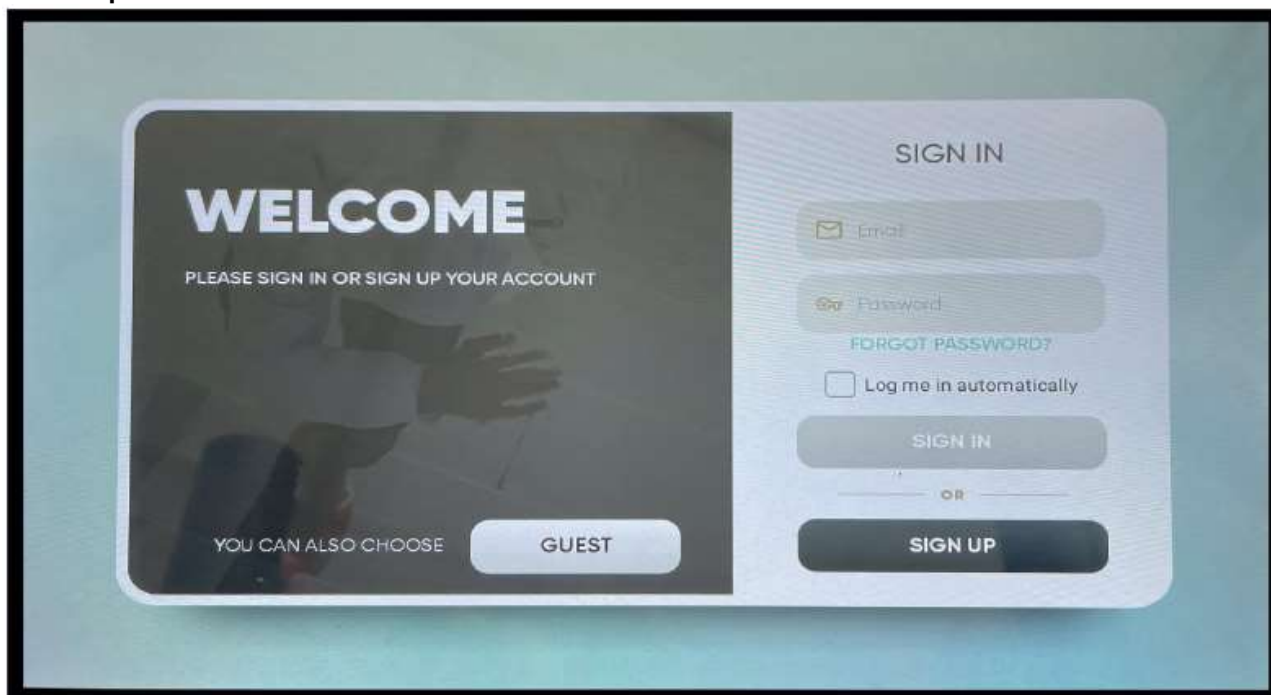 WELCOME
PLEASE SIGN IN OR SIGN UP YOUR ACCOUNT
YOU CAN ALSO CHOOSE
GUEST
SIGN IN
Email
Password
FORGOT PASSWORD?
Log me in automatically
SIGN IN
OR
SIGN UP